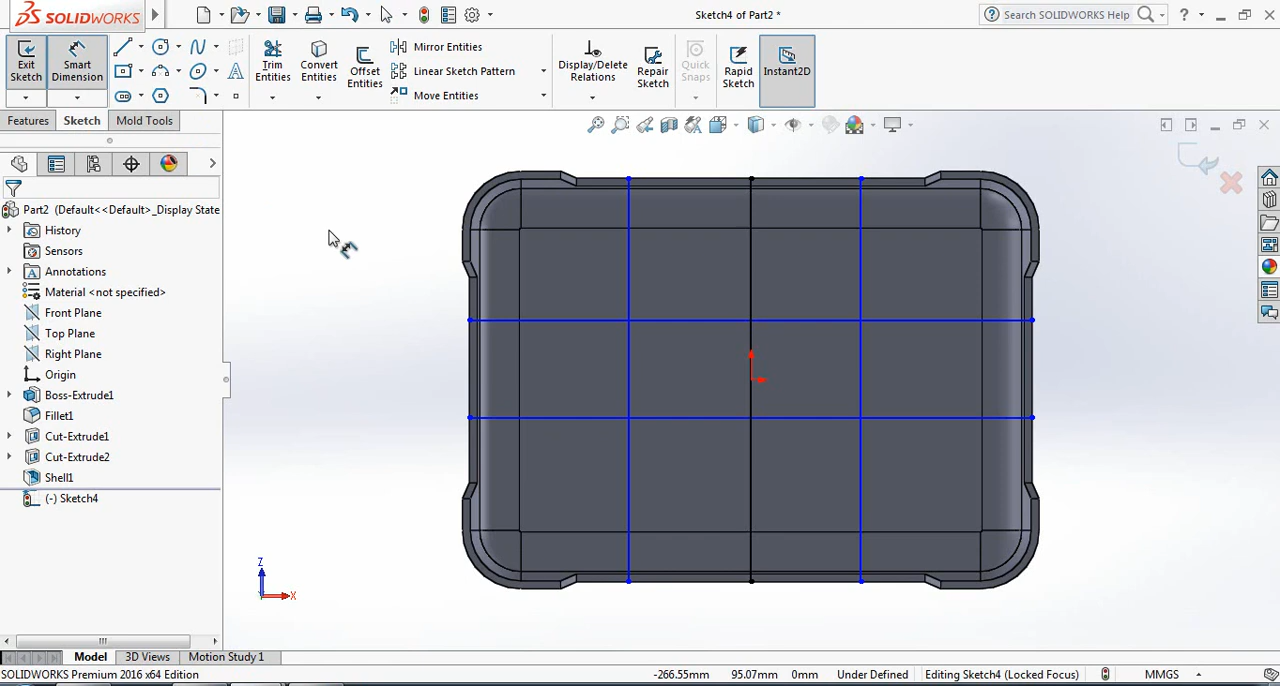 SOLIDWORKS
Sketch4 of Part2 *
Search SOLIDWORKS Help
?
Exit Sketch
Smart Dimension
Trim Entities
Convert Entities
Offset Entities
Mirror Entities
Linear Sketch Pattern
Move Entities
Display/Delete Relations
Repair Sketch
Quick Snaps
Rapid Sketch
Instant2D
Features
Sketch
Mold Tools
Part2 (Default<<Default>_Display State
History
Sensors
Annotations
Material <not specified>
Front Plane
Top Plane
Right Plane
Origin
Boss-Extrude1
Fillet1
Cut-Extrude1
Cut-Extrude2
Shell1
(-) Sketch4
Z
X
Model
3D Views
Motion Study 1
SOLIDWORKS Premium 2016 x64 Edition
-266.55mm
95.07mm
0mm
Under Defined
Editing Sketch4 (Locked Focus)
MMGS